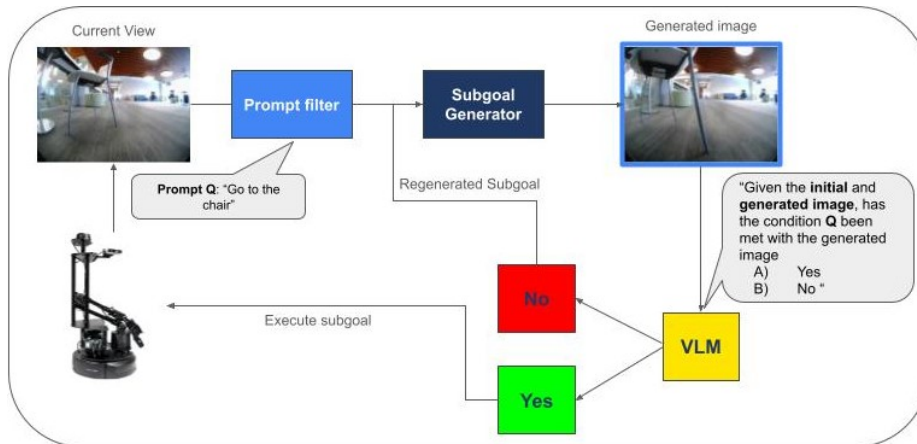 Current View
Generated image
Prompt filter
Subgoal
Generator
Prompt Q: “Go to the
chair”
Regenerated Subgoal
“Given the initial and
generated image, has
the condition Q been
met with the generated
image
A) Yes
B) No “
No
Execute subgoal
VLM
Yes